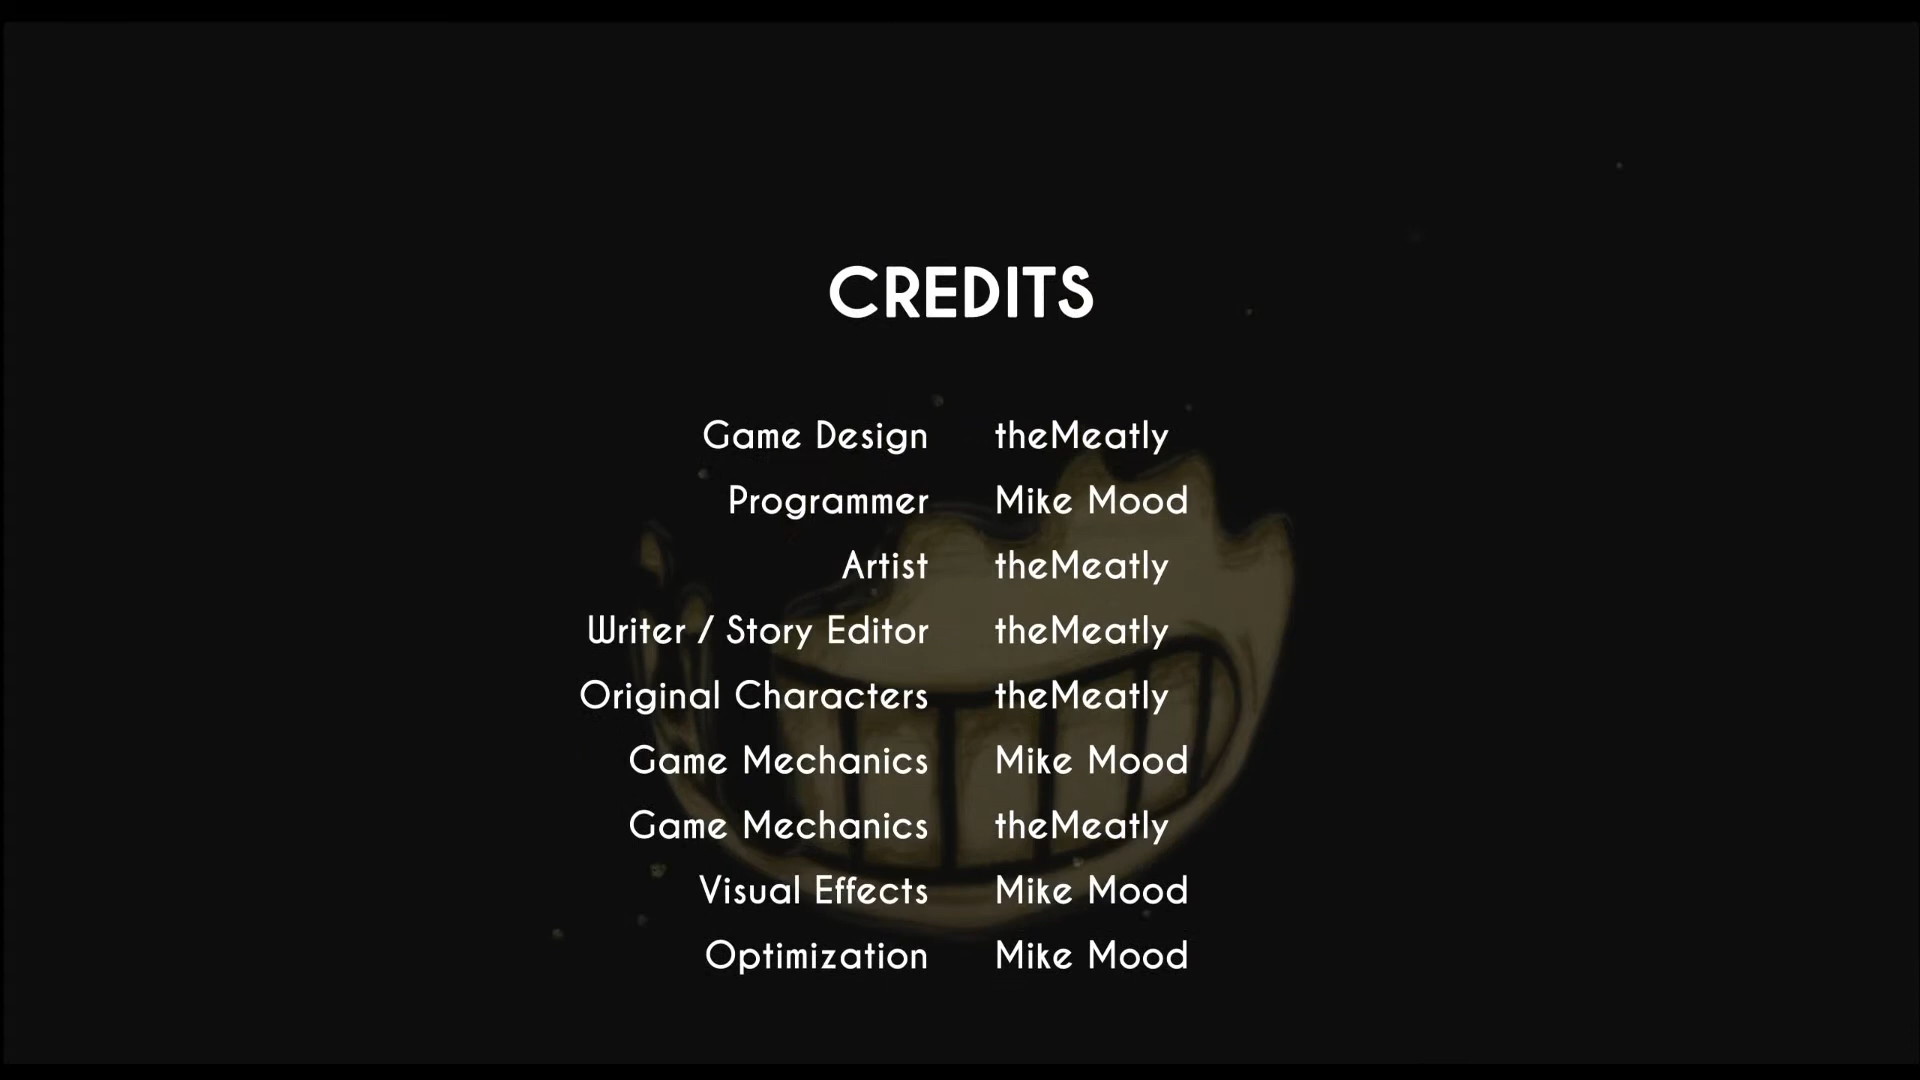 CREDITS
Game Design theMeatly
Programmer Mike Mood
Artist theMeatly
Writer / Story Editor theMeatly
Original Characters theMeatly
Game Mechanics Mike Mood
Game Mechanics theMeatly
Visual Effects Mike Mood
Optimization Mike Mood